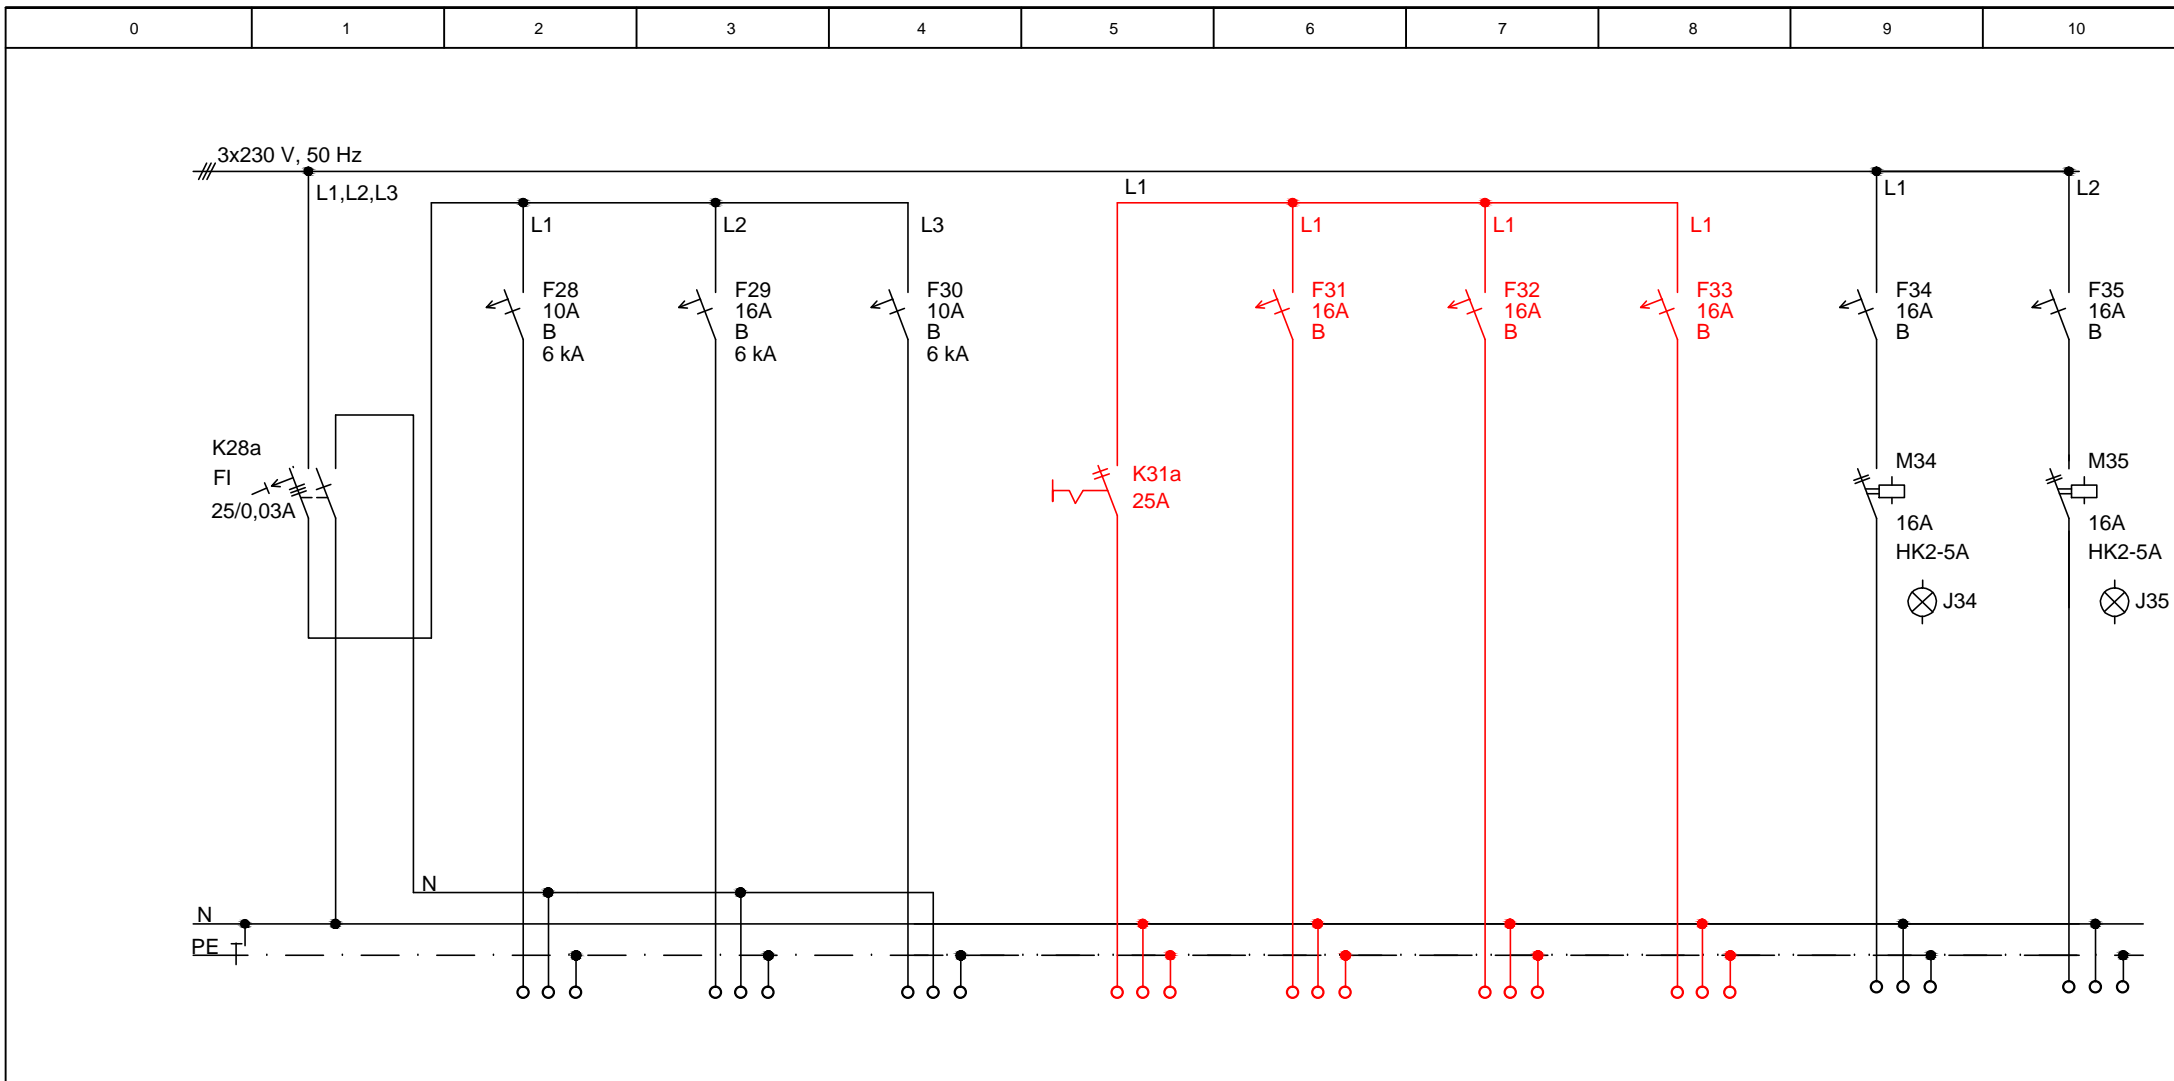 0 1 2 3 4 5 6 7 8 9 10
3x230 V, 50 Hz
L1,L2,L3
L1
L2
L3
L1
L1
L1
L1
L1
L2
F28
10A
B
6 kA
F29
16A
B
6 kA
F30
10A
B
6 kA
F31
16A
B
F32
16A
B
F33
16A
B
F34
16A
B
F35
16A
B
K28a
FI
25/0,03A
K31a
25A
M34
16A
HK2-5A
J34
M35
16A
HK2-5A
J35
N
N
PE